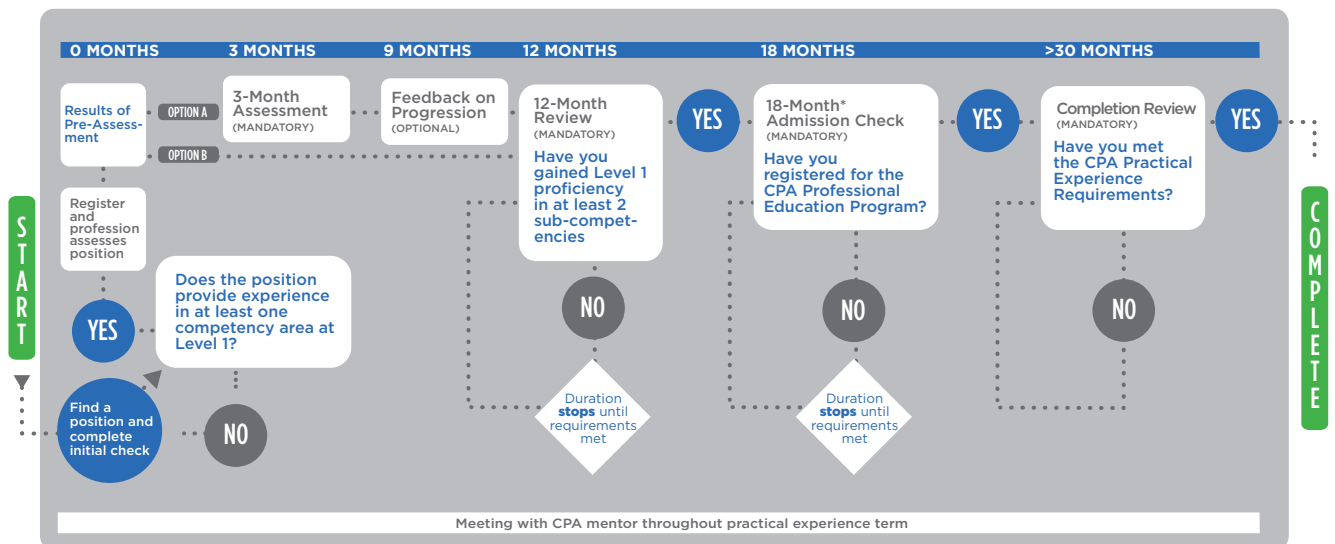 0 MONTHS
3 MONTHS
9 MONTHS
12 MONTHS
18 MONTHS
>30 MONTHS
START
Find a
position and
complete
initial check
Does the position
provide experience
in at least one
competency area at
Level 1?
NO
YES
Register
and
profession
assesses
position
Results of
Pre-Assess-
ment
OPTION A
OPTION B
3-Month
Assessment
(MANDATORY)
Feedback on
Progression
(OPTIONAL)
12-Month
Review
(MANDATORY)
Have you
gained Level 1
proficiency
in at least 2
sub-compet-
encies
NO
Duration
stops until
requirements
met
YES
18-Month*
Admission Check
(MANDATORY)
Have you
registered for the
CPA Professional
Education Program?
NO
Duration
stops until
requirements
met
YES
Completion Review
(MANDATORY)
Have you met
the CPA Practical
Experience
Requirements?
NO
YES
COMPLETE
Meeting with CPA mentor throughout practical experience term